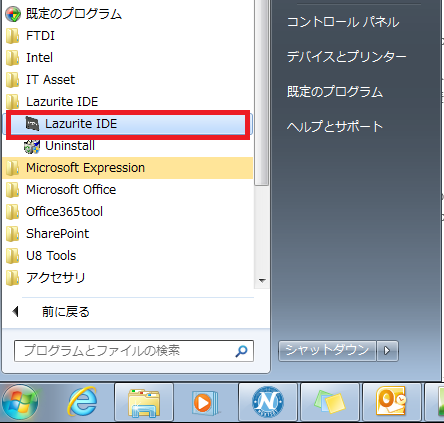 既定のプログラム
FTDI
Intel
IT Asset
Lazurite IDE
Lazurite IDE
Uninstall
Microsoft Expression
Microsoft Office
Office365tool
SharePoint
U8 Tools
アクセサリ
前に戻る
プログラムとファイルの検索
コントロール パネル
デバイスとプリンター
既定のプログラム
ヘルプとサポート
シャットダウン